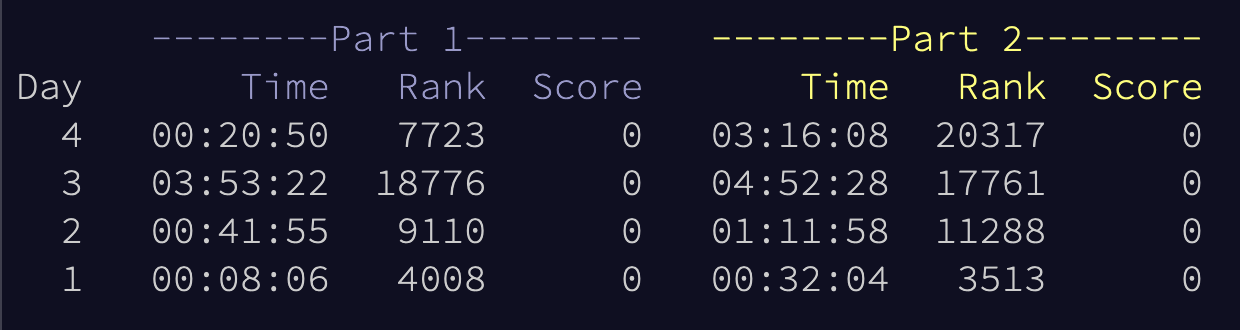 --------Part 1-------- --------Part 2--------
Day Time Rank Score Time Rank Score
4 00:20:50 7723 0 03:16:08 20317 0
3 03:53:22 18776 0 04:52:28 17761 0
2 00:41:55 9110 0 01:11:58 11288 0
1 00:08:06 4008 0 00:32:04 3513 0